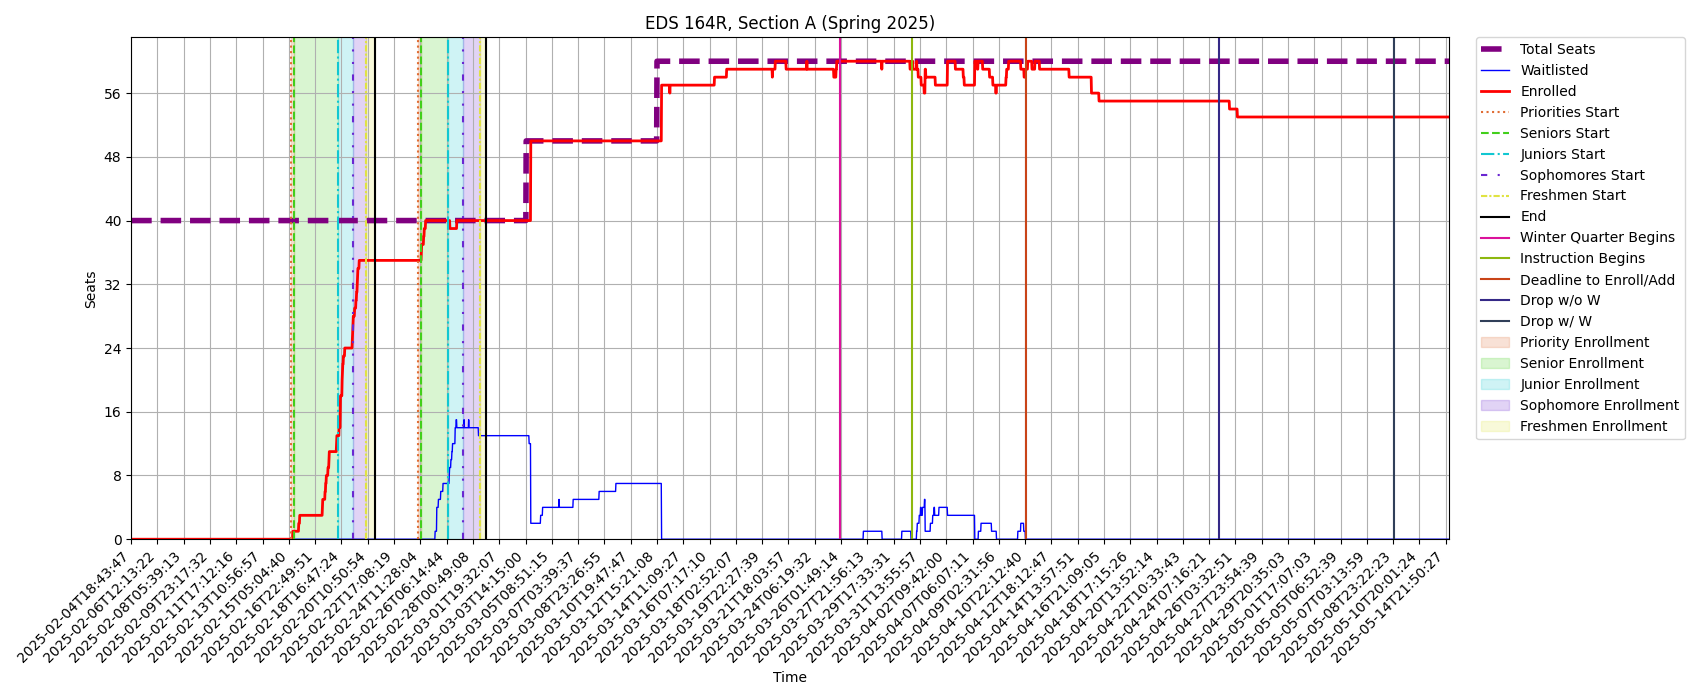 EDS 164R, Section A (Spring 2025)
Seats
56
48
40
32
24
16
8
0
2025-02-04T18:43:47
2025-02-06T12:13:22
2025-02-08T05:39:13
2025-02-09T23:17:32
2025-02-11T17:12:16
2025-02-13T10:56:57
2025-02-15T05:04:40
2025-02-16T22:49:51
2025-02-18T16:47:24
2025-02-20T10:50:54
2025-02-22T17:08:19
2025-02-24T11:28:04
2025-02-26T06:14:44
2025-02-28T00:49:08
2025-03-01T19:32:07
2025-03-03T14:15:00
2025-03-05T08:51:15
2025-03-07T03:39:37
2025-03-08T23:26:55
2025-03-10T19:47:47
2025-03-12T15:21:08
2025-03-14T11:09:27
2025-03-16T07:17:10
2025-03-18T02:52:07
2025-03-19T22:27:39
2025-03-21T18:03:57
2025-03-24T06:19:32
2025-03-26T01:49:14
2025-03-27T21:56:13
2025-03-29T17:33:31
2025-03-31T13:55:57
2025-04-02T09:42:00
2025-04-07T06:07:11
2025-04-09T02:31:56
2025-04-10T22:12:40
2025-04-12T18:12:47
2025-04-14T13:57:51
2025-04-16T21:09:05
2025-04-18T17:15:26
2025-04-20T13:52:14
2025-04-22T10:33:43
2025-04-24T07:16:21
2025-04-26T03:32:51
2025-04-27T23:54:39
2025-04-29T20:35:03
2025-05-01T17:07:03
2025-05-05T06:52:39
2025-05-07T03:13:59
2025-05-08T23:22:23
2025-05-10T20:01:24
2025-05-14T21:50:27
Time
Total Seats
Waitlisted
Enrolled
Priorities Start
Seniors Start
Juniors Start
Sophomores Start
Freshmen Start
End
Winter Quarter Begins
Instruction Begins
Deadline to Enroll/Add
Drop w/o W
Drop w/ W
Priority Enrollment
Senior Enrollment
Junior Enrollment
Sophomore Enrollment
Freshmen Enrollment